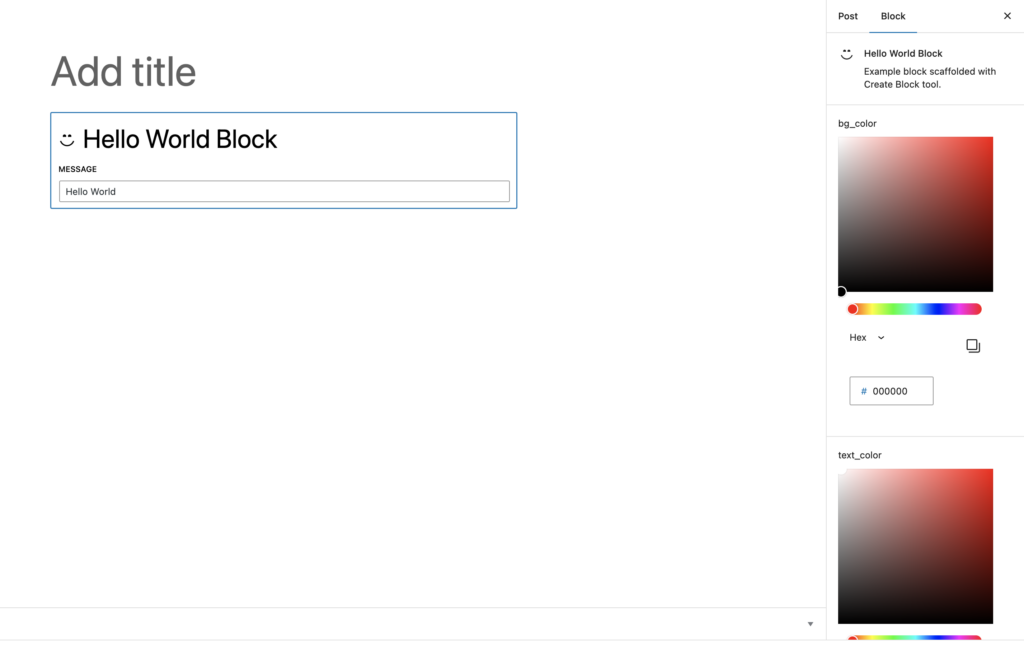 Post Block
Hello World Block
Example block scaffolded with
Create Block tool.
Add title
Hello World Block
MESSAGE
Hello World
bg_color
Hex
# 000000
text_color